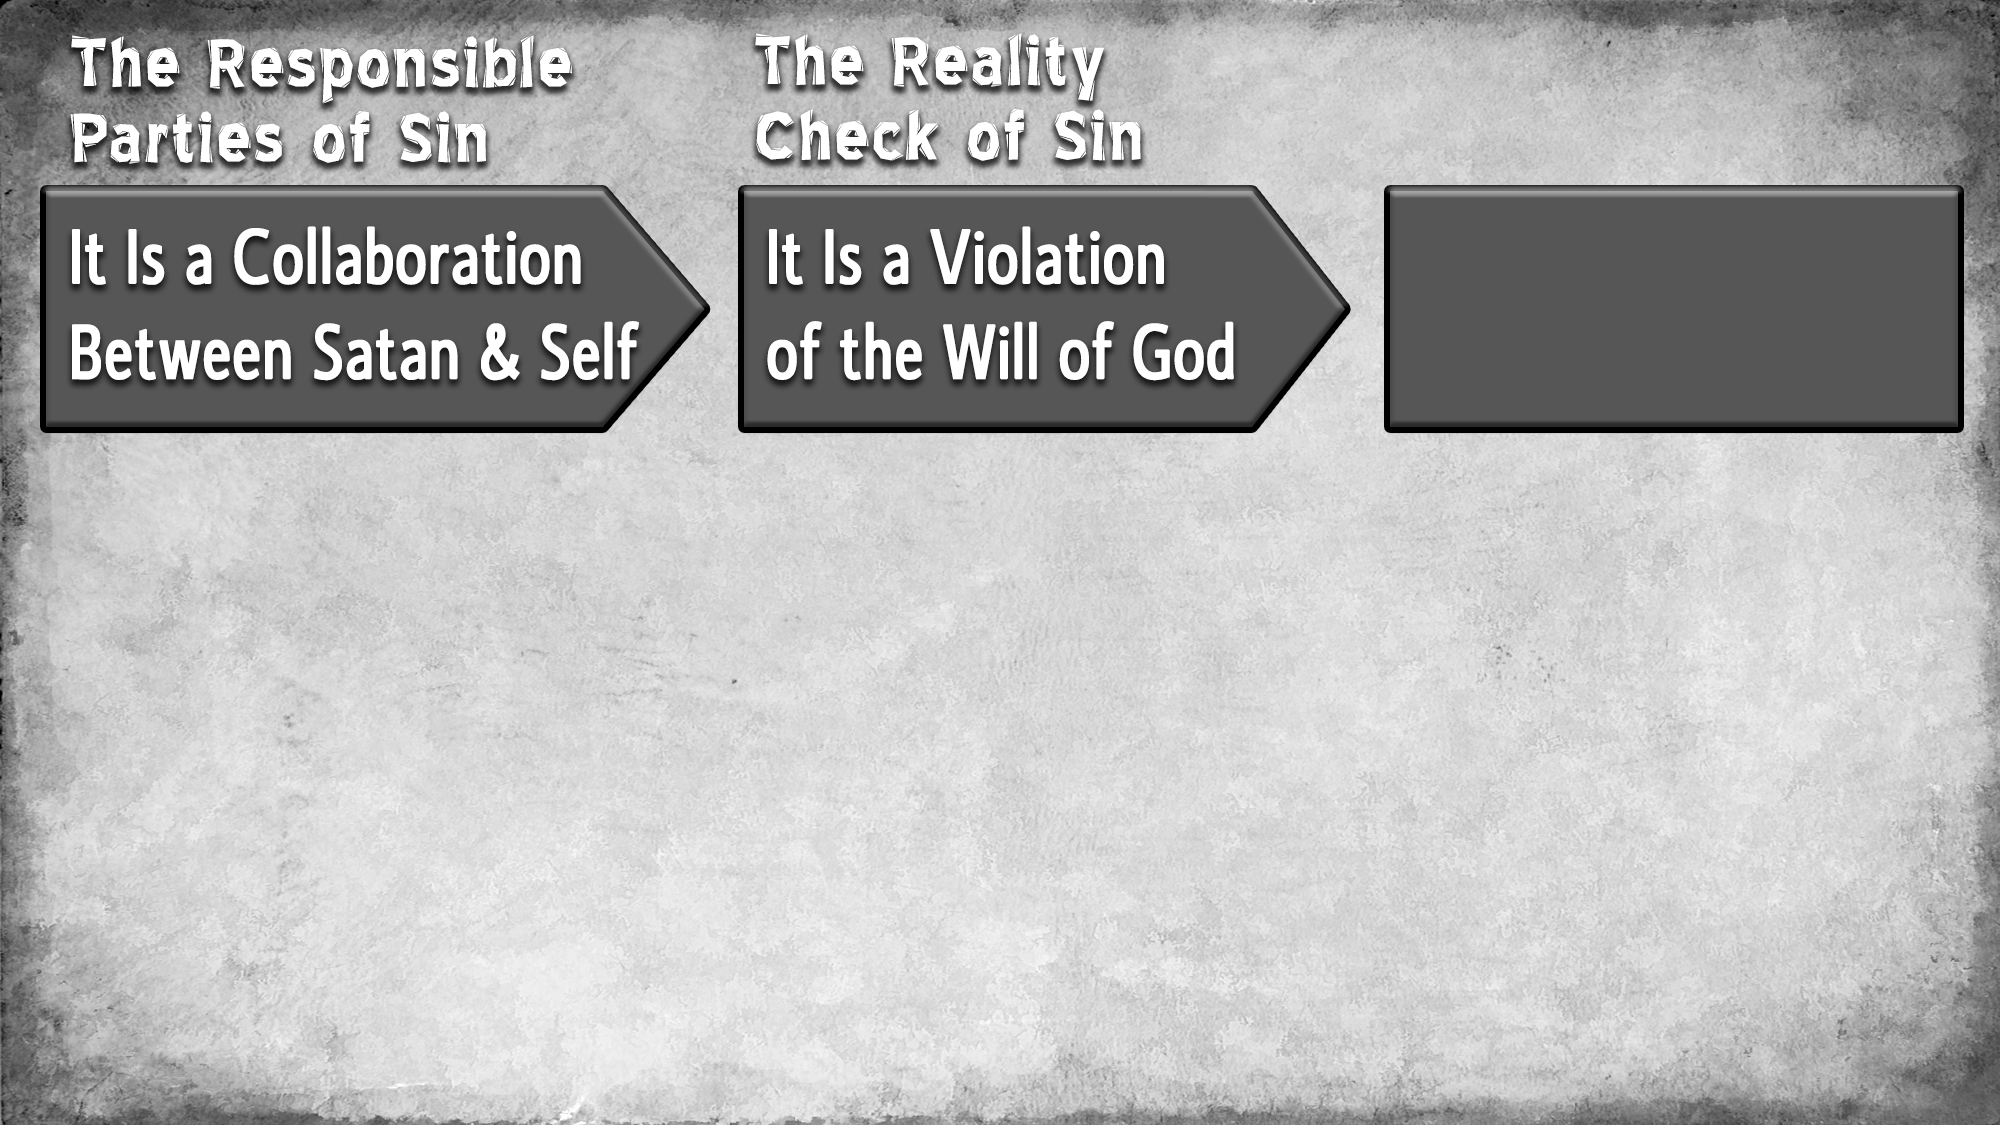 The Responsible
Parties of Sin
It Is a Collaboration
Between Satan & Self
The Reality
Check of Sin
It Is a Violation
of the Will of God